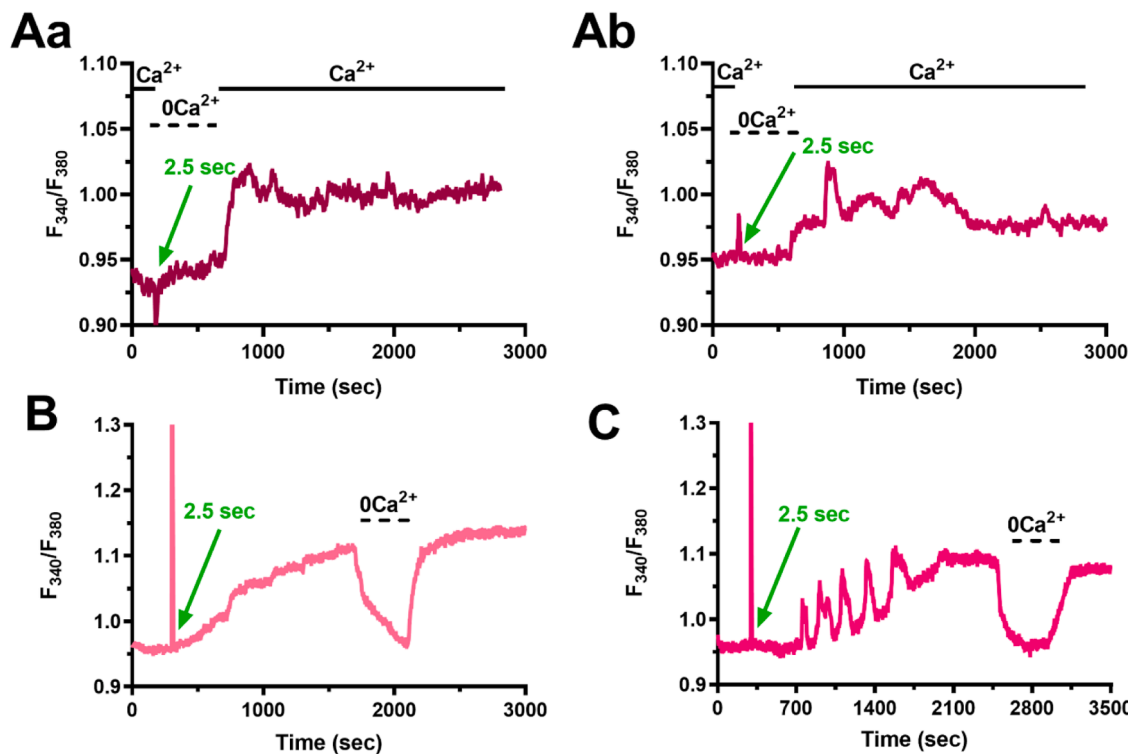 Aa
Ca²⁺ Ca²⁺
0Ca²⁺
2.5 sec
F₃₄₀/F₃₈₀
1.10
1.05
1.00
0.95
0.90
0 1000 2000 3000
Time (sec)
Ab
Ca²⁺ Ca²⁺
0Ca²⁺
2.5 sec
F₃₄₀/F₃₈₀
1.10
1.05
1.00
0.95
0.90
0 1000 2000 3000
Time (sec)
B
0Ca²⁺
2.5 sec
F₃₄₀/F₃₈₀
1.3
1.2
1.1
1.0
0.9
0 1000 2000 3000
Time (sec)
C
0Ca²⁺
2.5 sec
F₃₄₀/F₃₈₀
1.3
1.2
1.1
1.0
0.9
0 700 1400 2100 2800 3500
Time (sec)